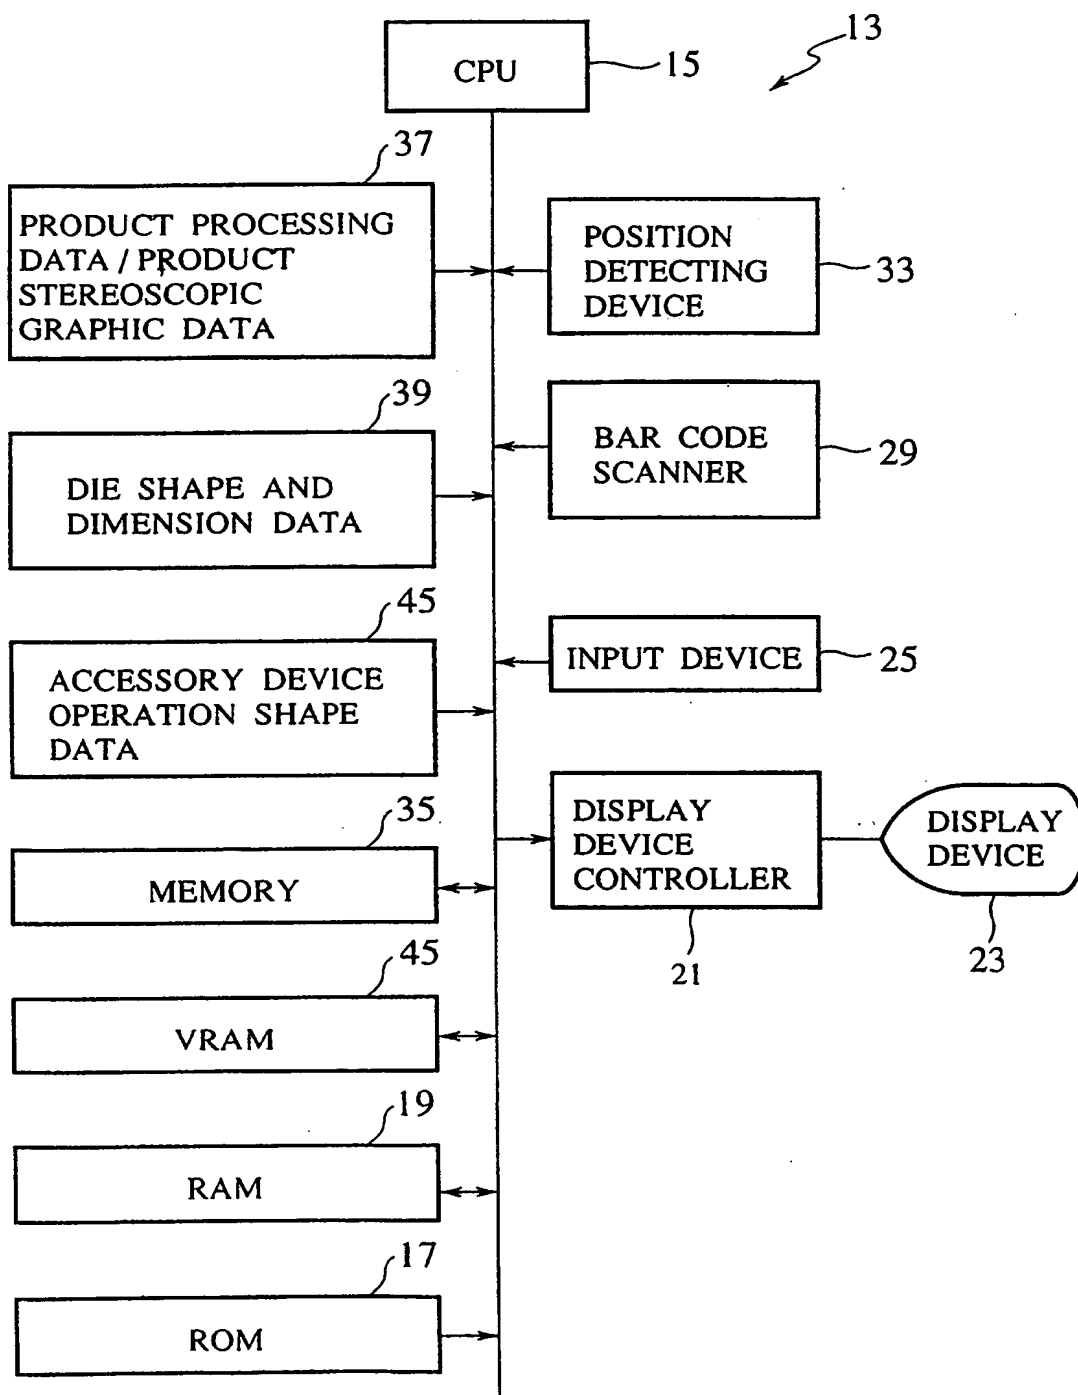 13
CPU
15
37
PRODUCT PROCESSING
DATA / PRODUCT
STEREOSCOPIC
GRAPHIC DATA
POSITION
DETECTING
DEVICE
33
39
DIE SHAPE AND
DIMENSION DATA
BAR CODE
SCANNER
29
45
ACCESSORY DEVICE
OPERATION SHAPE
DATA
INPUT DEVICE
25
35
MEMORY
DISPLAY
DEVICE
CONTROLLER
21
DISPLAY
DEVICE
23
45
VRAM
19
RAM
17
ROM